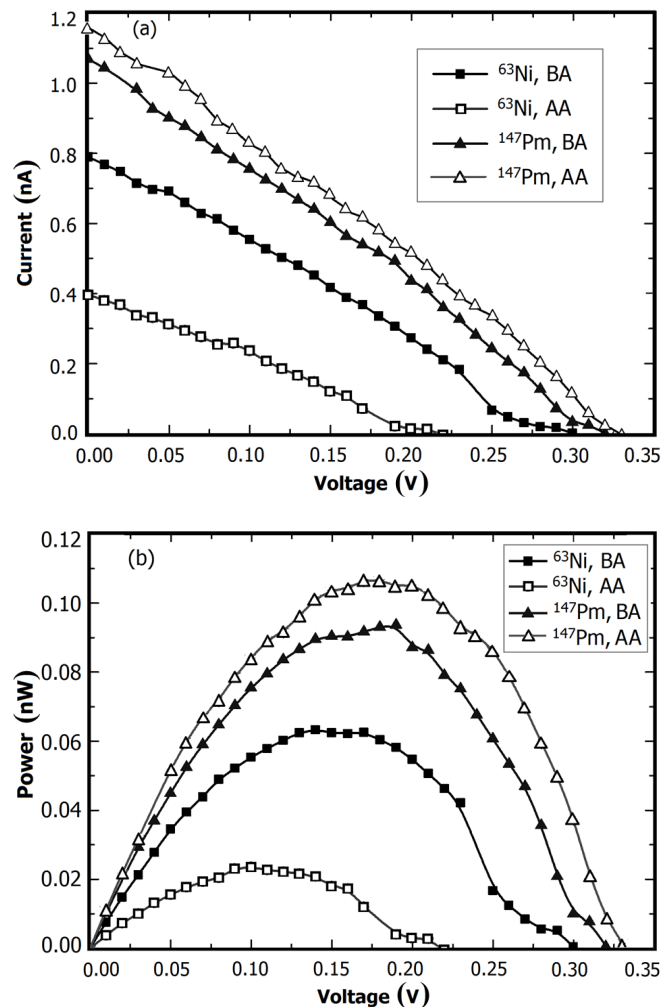 (a)
1.2
1.0
0.8
0.6
0.4
0.2
0.0
Current (nA)
⁶³Ni, BA
⁶³Ni, AA
¹⁴⁷Pm, BA
¹⁴⁷Pm, AA
0.00 0.05 0.10 0.15 0.20 0.25 0.30 0.35
Voltage (V)
(b)
0.12
0.10
0.08
0.06
0.04
0.02
0.00
Power (nW)
⁶³Ni, BA
⁶³Ni, AA
¹⁴⁷Pm, BA
¹⁴⁷Pm, AA
0.00 0.05 0.10 0.15 0.20 0.25 0.30 0.35
Voltage (V)